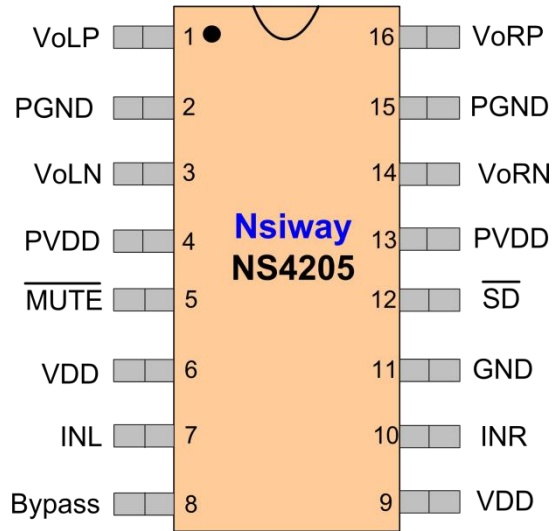 VoLP 1 16 VoRP
PGND 2 15 PGND
VoLN 3 14 VoRN
Nsiway
PVDD 4 13 PVDD
NS4205
MUTE 5 12 SD
VDD 6 11 GND
INL 7 10 INR
Bypass 8 9 VDD